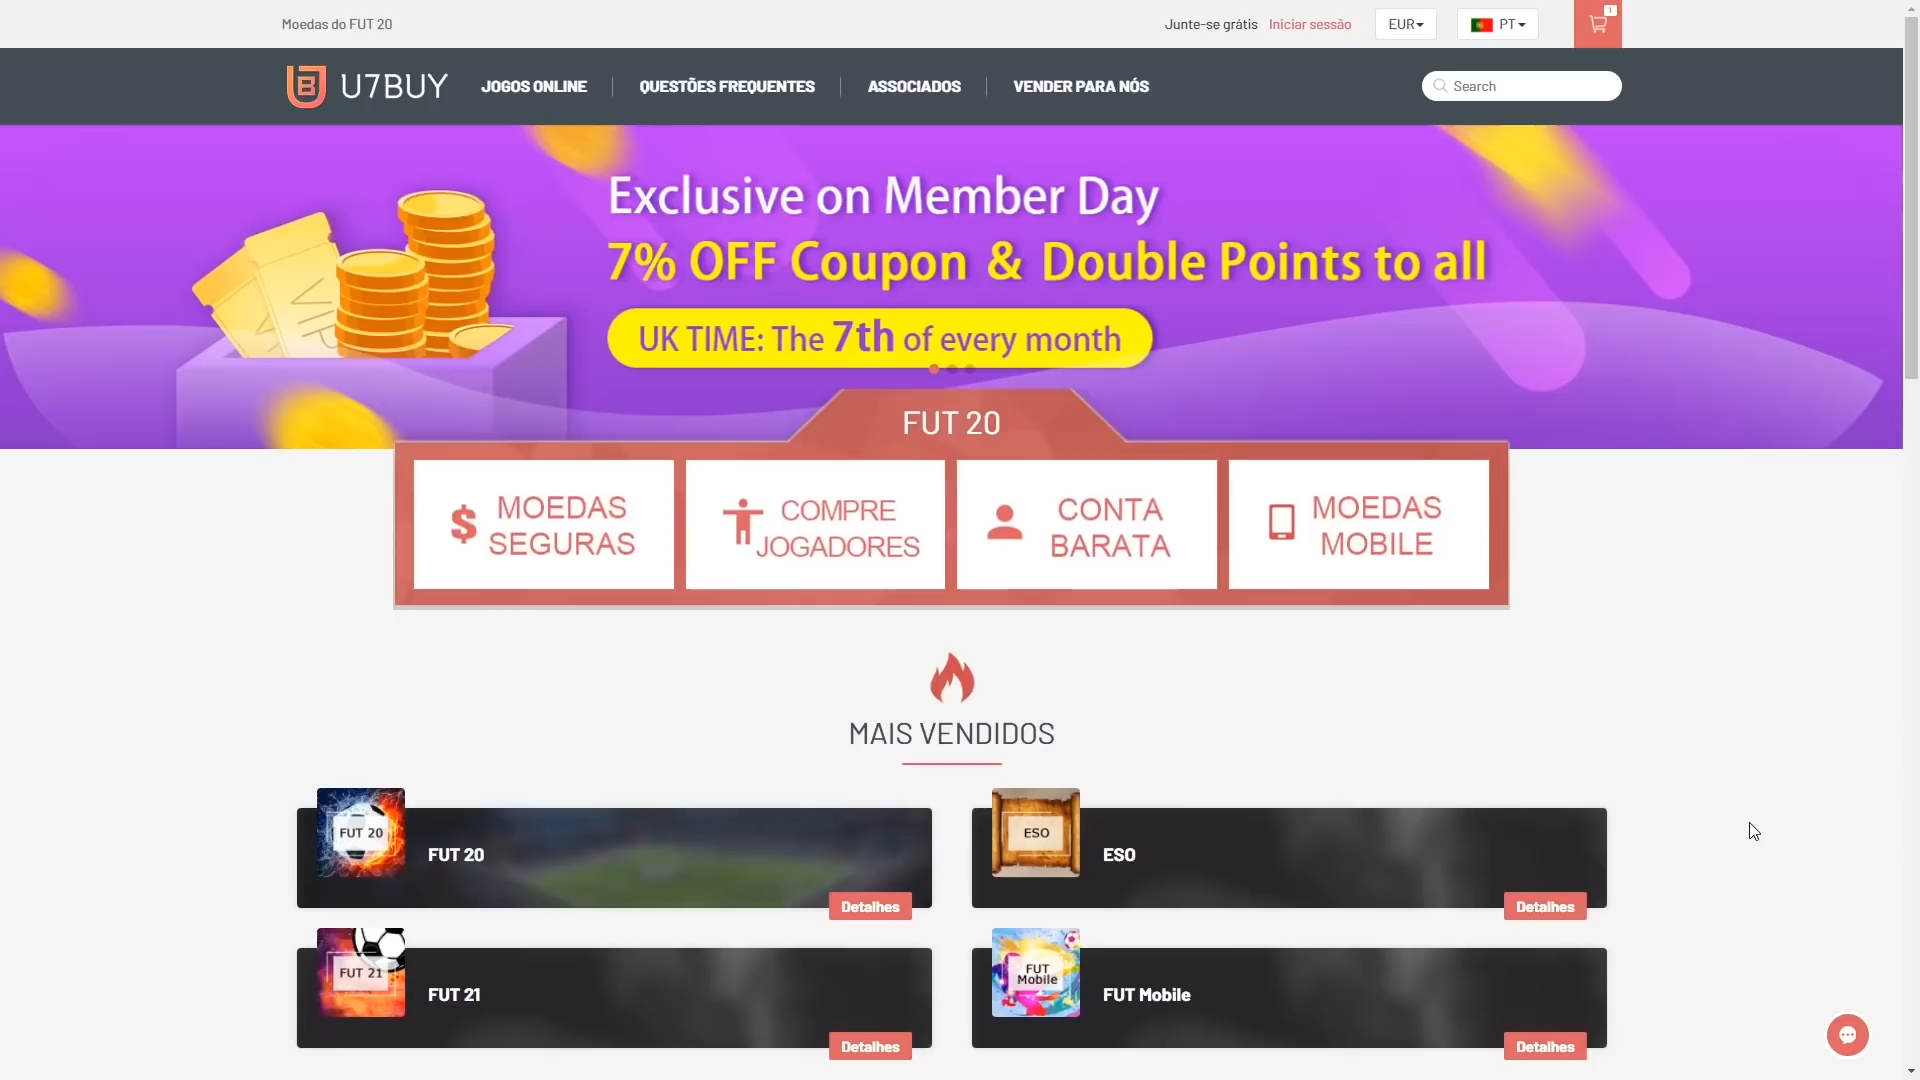 Moedas do FUT 20
Junte-se grátis Iniciar sessão EUR PT 1
U7BUY JOGOS ONLINE QUESTÕES FREQUENTES ASSOCIADOS VENDER PARA NÓS Search
Exclusive on Member Day
7% OFF Coupon & Double Points to all
UK TIME: The 7th of every month
VIP
FUT 20
MOEDAS
SEGURAS
COMPRE
JOGADORES
CONTA
BARATA
MOEDAS
MOBILE
MAIS VENDIDOS
FUT 20
FUT 20
Detalhes
ESO
ESO
Detalhes
FUT 21
FUT 21
Detalhes
FUT
Mobile
FUT Mobile
Detalhes